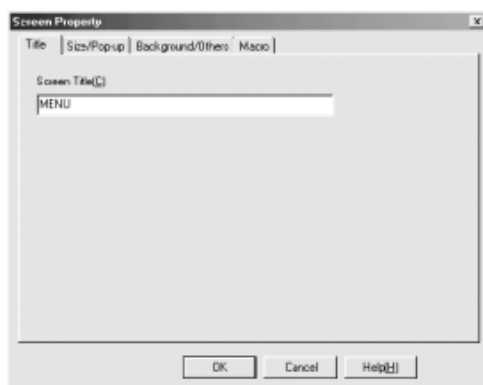 Screen Property
Title Size/Pop-up Background/Others Macro
Screen Title(C)
MENU
OK Cancel Help(H)